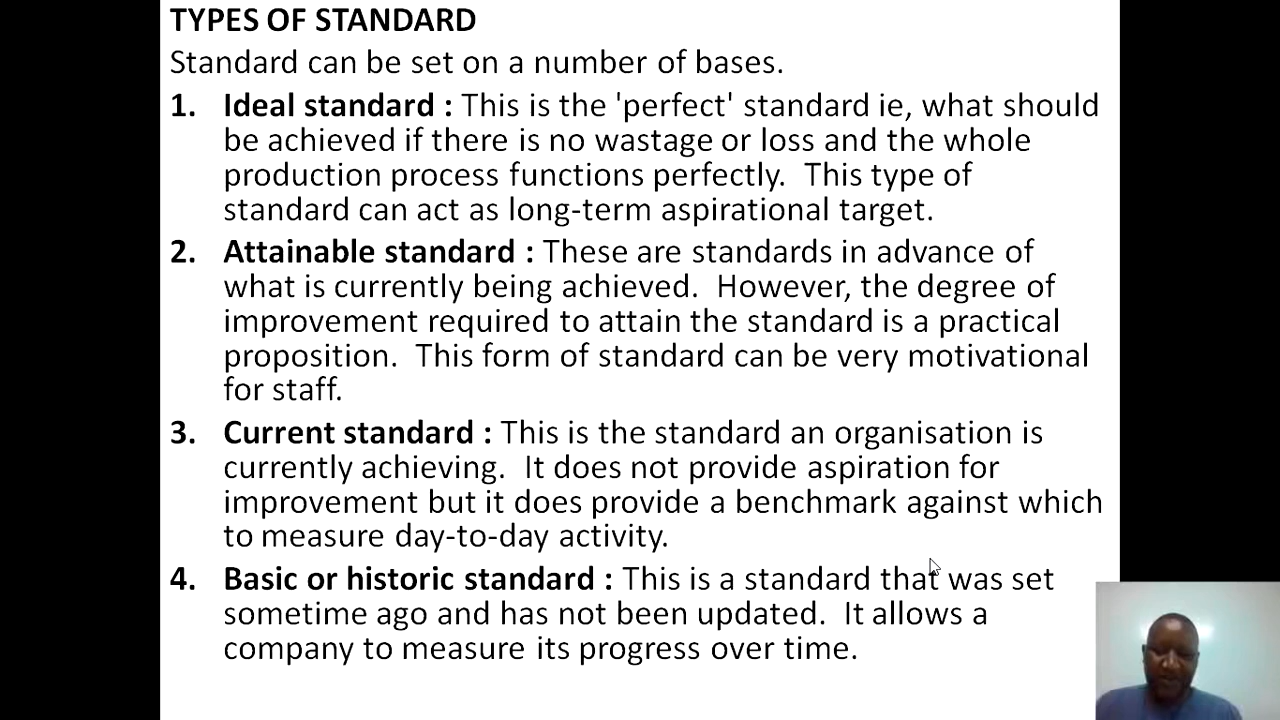 TYPES OF STANDARD
Standard can be set on a number of bases.
1. Ideal standard : This is the 'perfect' standard ie, what should
be achieved if there is no wastage or loss and the whole
production process functions perfectly. This type of
standard can act as long-term aspirational target.
2. Attainable standard : These are standards in advance of
what is currently being achieved. However, the degree of
improvement required to attain the standard is a practical
proposition. This form of standard can be very motivational
for staff.
3. Current standard : This is the standard an organisation is
currently achieving. It does not provide aspiration for
improvement but it does provide a benchmark against which
to measure day-to-day activity.
4. Basic or historic standard : This is a standard that was set
sometime ago and has not been updated. It allows a
company to measure its progress over time.